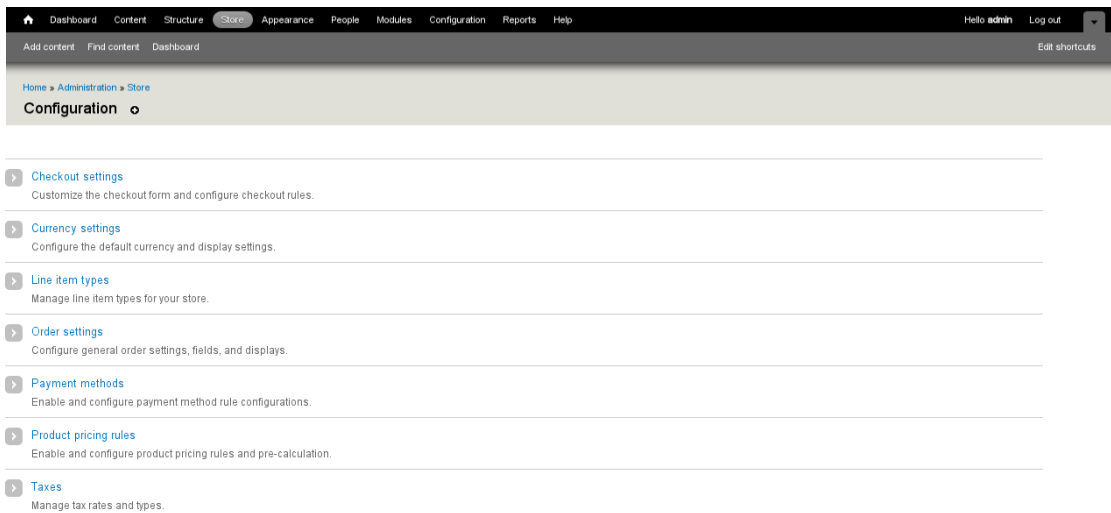 Dashboard Content Structure Store Appearance People Modules Configuration Reports Help Hello admin Log out
Add content Find content Dashboard Edit shortcuts
Home » Administration » Store
Configuration
Checkout settings
Customize the checkout form and configure checkout rules.
Currency settings
Configure the default currency and display settings.
Line item types
Manage line item types for your store.
Order settings
Configure general order settings, fields, and displays.
Payment methods
Enable and configure payment method rule configurations.
Product pricing rules
Enable and configure product pricing rules and pre-calculation.
Taxes
Manage tax rates and types.